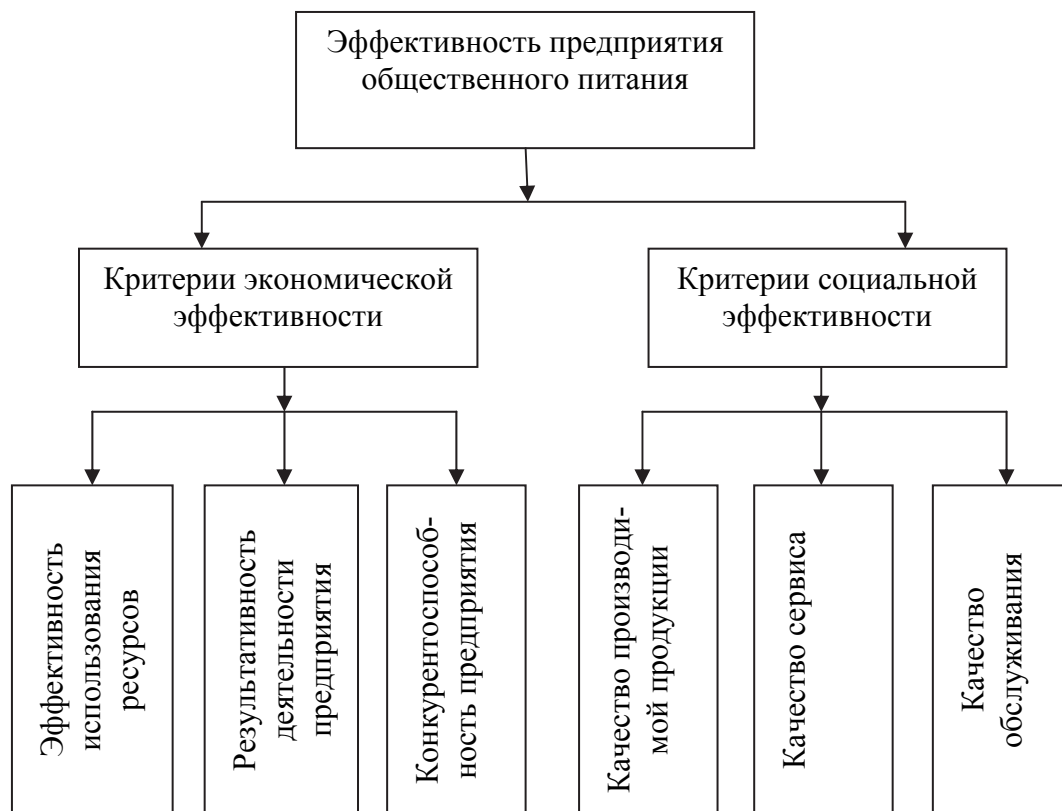 Эффективность предприятия
общественного питания
Критерии экономической
эффективности
Критерии социальной
эффективности
Эффективность
использования
ресурсов
Результативность
деятельности
предприятия
Конкурентоспособ-
ность предприятия
Качество производи-
мой продукции
Качество сервиса
Качество
обслуживания